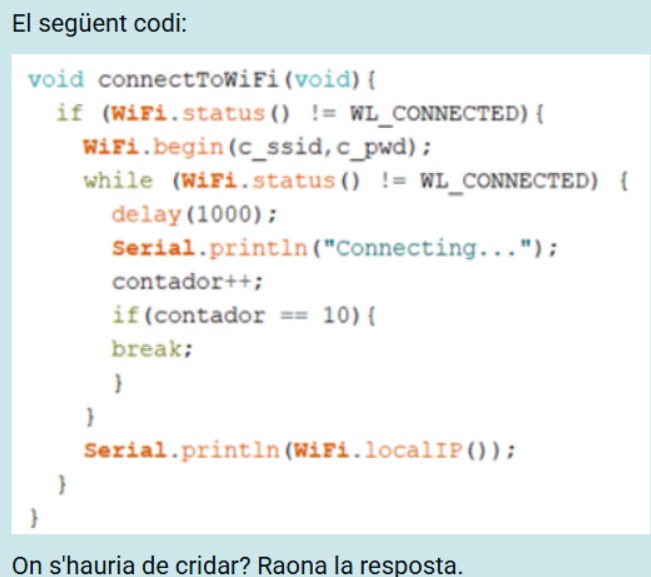 El següent codi:
void connectToWiFi(void){
if (WiFi.status() != WL_CONNECTED){
WiFi.begin(c_ssid,c_pwd);
while (WiFi.status() != WL_CONNECTED) {
delay(1000);
Serial.println("Connecting...");
contador++;
if(contador == 10){
break;
}
}
Serial.println(WiFi.localIP());
}
}
On s'hauria de cridar? Raona la resposta.